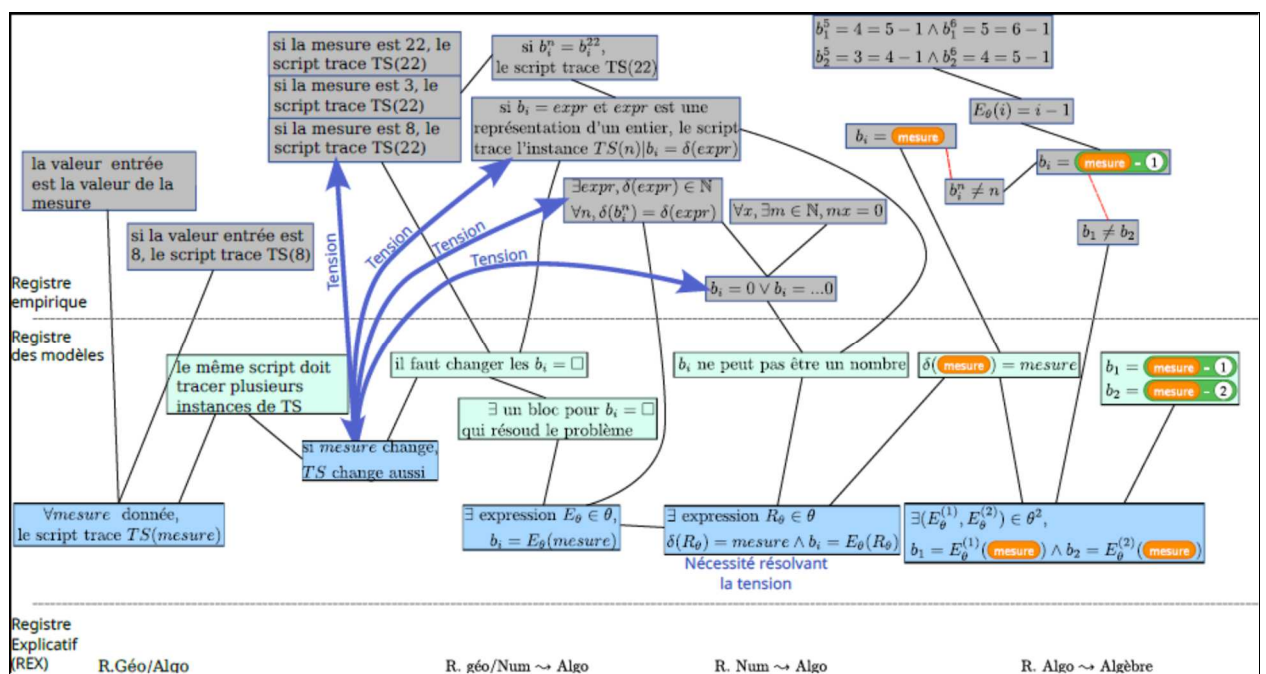 si la mesure est 22, le
script trace TS(22)
si la mesure est 3, le
script trace TS(22)
si la mesure est 8, le
script trace TS(22)
si $b_i^n = b_i^{22}$,
le script trace TS(22)
$b_1^5 = 4 = 5 - 1 \wedge b_1^6 = 5 = 6 - 1$
$b_2^5 = 3 = 4 - 1 \wedge b_2^6 = 4 = 5 - 1$
si $b_i = expr$ et $expr$ est une
représentation d'un entier, le script
trace l'instance $TS(n)|b_i = \delta(expr)$
$E_\theta(i) = i - 1$
$b_i =$ mesure
$b_i =$ mesure - 1
$b_i^n \neq n$
$b_1 \neq b_2$
la valeur entrée
est la valeur de la
mesure
si la valeur entrée est
8, le script trace TS(8)
$\exists expr, \delta(expr) \in \mathbb{N}$
$\forall n, \delta(b_i^n) = \delta(expr)$
$\forall x, \exists m \in \mathbb{N}, mx = 0$
$b_i = 0 \vee b_i = ...0$
Tension
Tension
Tension
Tension
Registre
empirique
Registre
des modèles
le même script doit
tracer plusieurs
instances de TS
il faut changer les $b_i = \square$
$b_i$ ne peut pas être un nombre
$\delta($ mesure $) = mesure$
$b_1 =$ mesure - 1
$b_2 =$ mesure - 2
$\exists$ un bloc pour $b_i = \square$
qui résoud le problème
si $mesure$ change,
$TS$ change aussi
$\forall mesure$ donnée,
le script trace $TS(mesure)$
$\exists$ expression $E_\theta \in \theta$,
$b_i = E_\theta(mesure)$
$\exists$ expression $R_\theta \in \theta$
$\delta(R_\theta) = mesure \wedge b_i = E_\theta(R_\theta)$
Nécessité résolvant
la tension
$\exists (E_\theta^{(1)}, E_\theta^{(2)}) \in \theta^2$,
$b_1 = E_\theta^{(1)}($ mesure $) \wedge b_2 = E_\theta^{(2)}($ mesure $)$
Registre
Explicatif
(REX)
R.Géo/Algo
R. géo/Num ⤳ Algo
R. Num ⤳ Algo
R. Algo ⤳ Algèbre